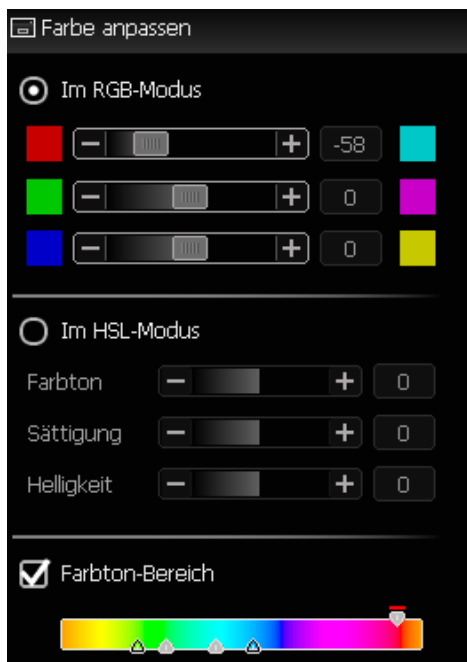 Farbe anpassen
Im RGB-Modus
-58
0
0
Im HSL-Modus
Farbton 0
Sättigung 0
Helligkeit 0
Farbton-Bereich